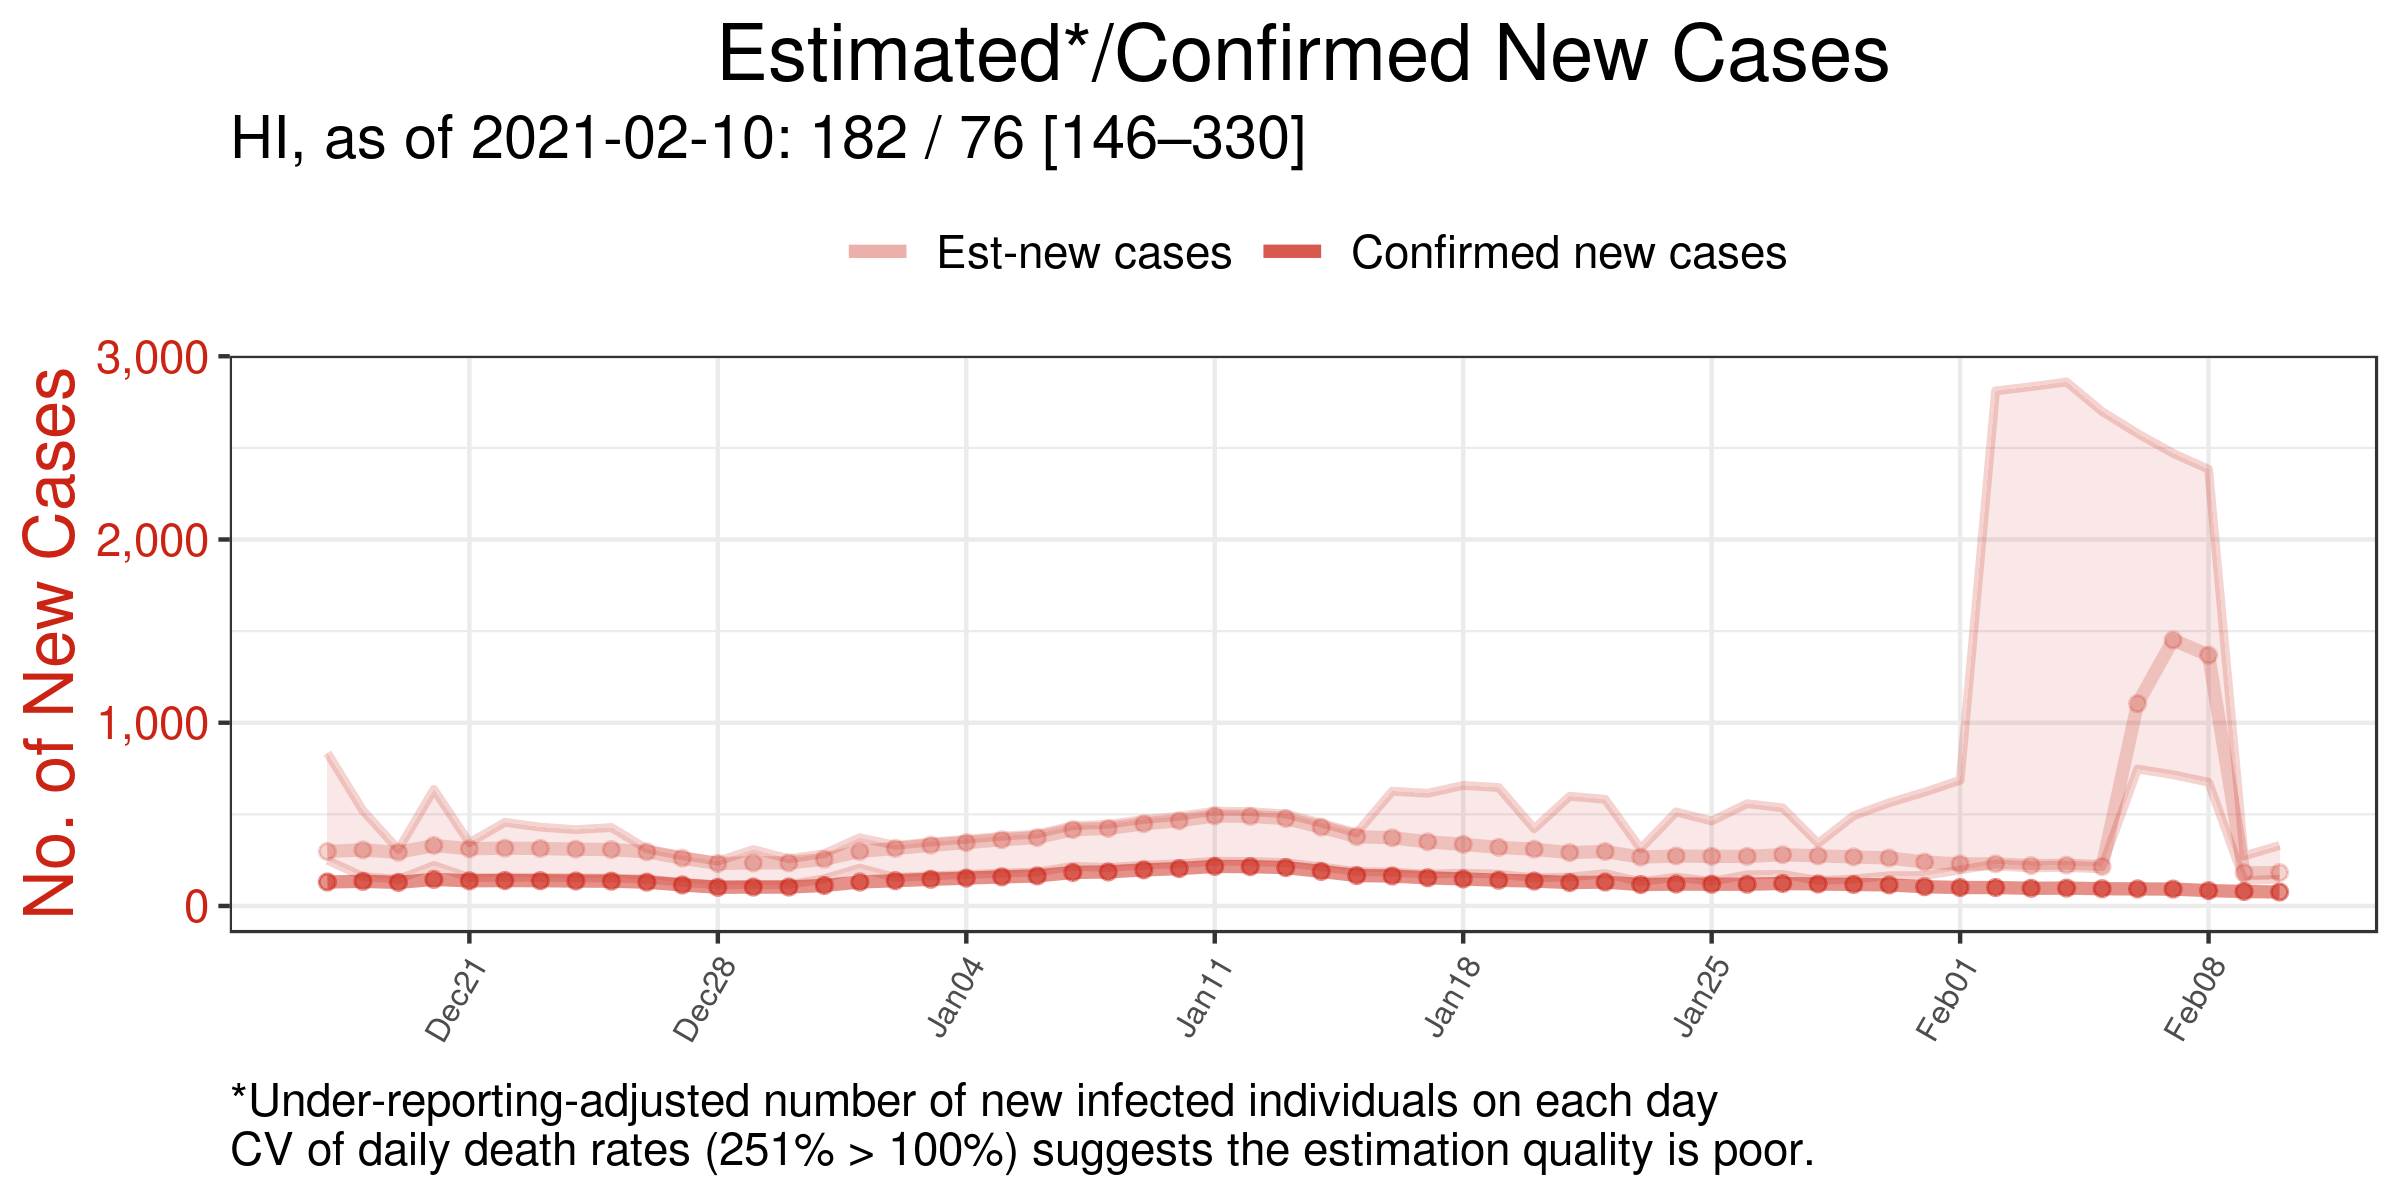 Estimated*/Confirmed New Cases
HI, as of 2021-02-10: 182 / 76 [146–330]
Est-new cases
Confirmed new cases
No. of New Cases
3,000
2,000
1,000
0
Dec21
Dec28
Jan04
Jan11
Jan18
Jan25
Feb01
Feb08
*Under-reporting-adjusted number of new infected individuals on each day
CV of daily death rates (251% > 100%) suggests the estimation quality is poor.